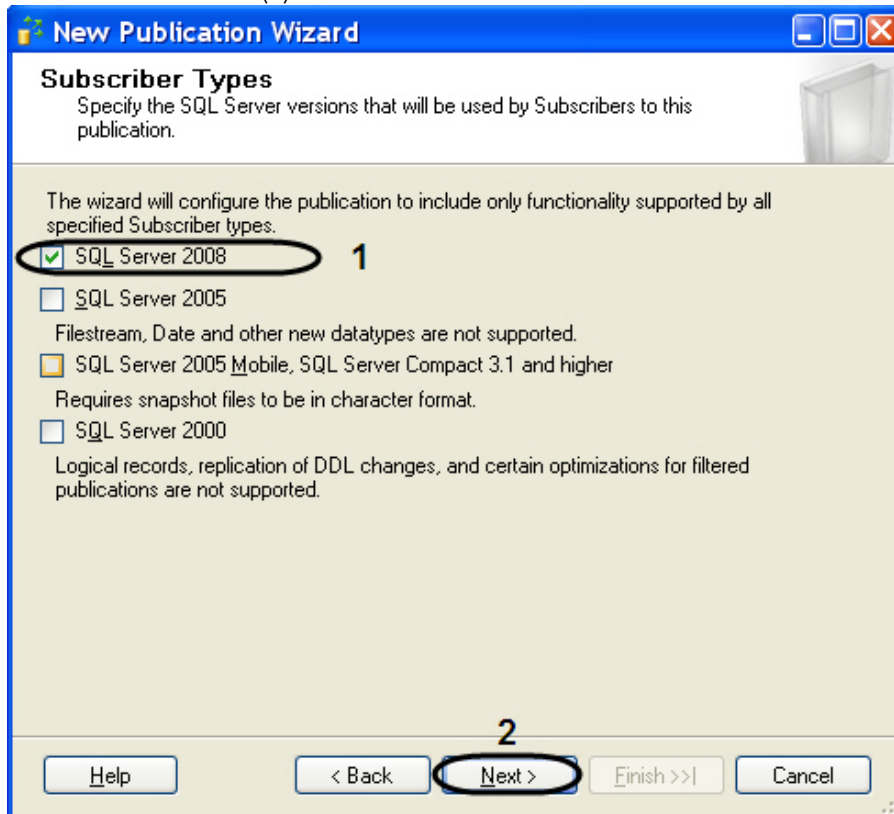 New Publication Wizard
Subscriber Types
Specify the SQL Server versions that will be used by Subscribers to this
publication.
The wizard will configure the publication to include only functionality supported by all
specified Subscriber types.
SQL Server 2008 1
SQL Server 2005
Filestream, Date and other new datatypes are not supported.
SQL Server 2005 Mobile, SQL Server Compact 3.1 and higher
Requires snapshot files to be in character format.
SQL Server 2000
Logical records, replication of DDL changes, and certain optimizations for filtered
publications are not supported.
2
Help < Back Next > Finish >>| Cancel